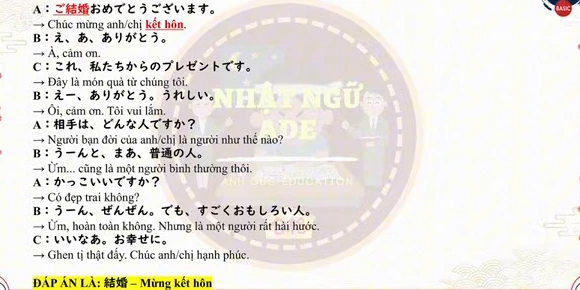 BASIC
A：ご結婚おめでとうございます。
→ Chúc mừng anh/chị kết hôn.
B：え、あ、ありがとう。
→ À, cảm ơn.
C：これ、私たちからのプレゼントです。
→ Đây là món quà từ chúng tôi.
B：えー、ありがとう。うれしい。
→ Ôi, cảm ơn. Tôi vui lắm.
A：相手は、どんな人ですか？
→ Người bạn đời của anh/chị là người như thế nào?
B：うーんと、まあ、普通の人。
→ Ừm... cũng là một người bình thường thôi.
A：かっこいいですか？
→ Có đẹp trai không?
B：うーん、ぜんぜん。でも、すごくおもしろい人。
→ Ừm, hoàn toàn không. Nhưng là một người rất hài hước.
C：いいなあ。お幸せに。
→ Ghen tị thật đấy. Chúc anh/chị hạnh phúc.
ĐÁP ÁN LÀ: 結婚 – Mừng kết hôn
NHẬT NGỮ
ADE